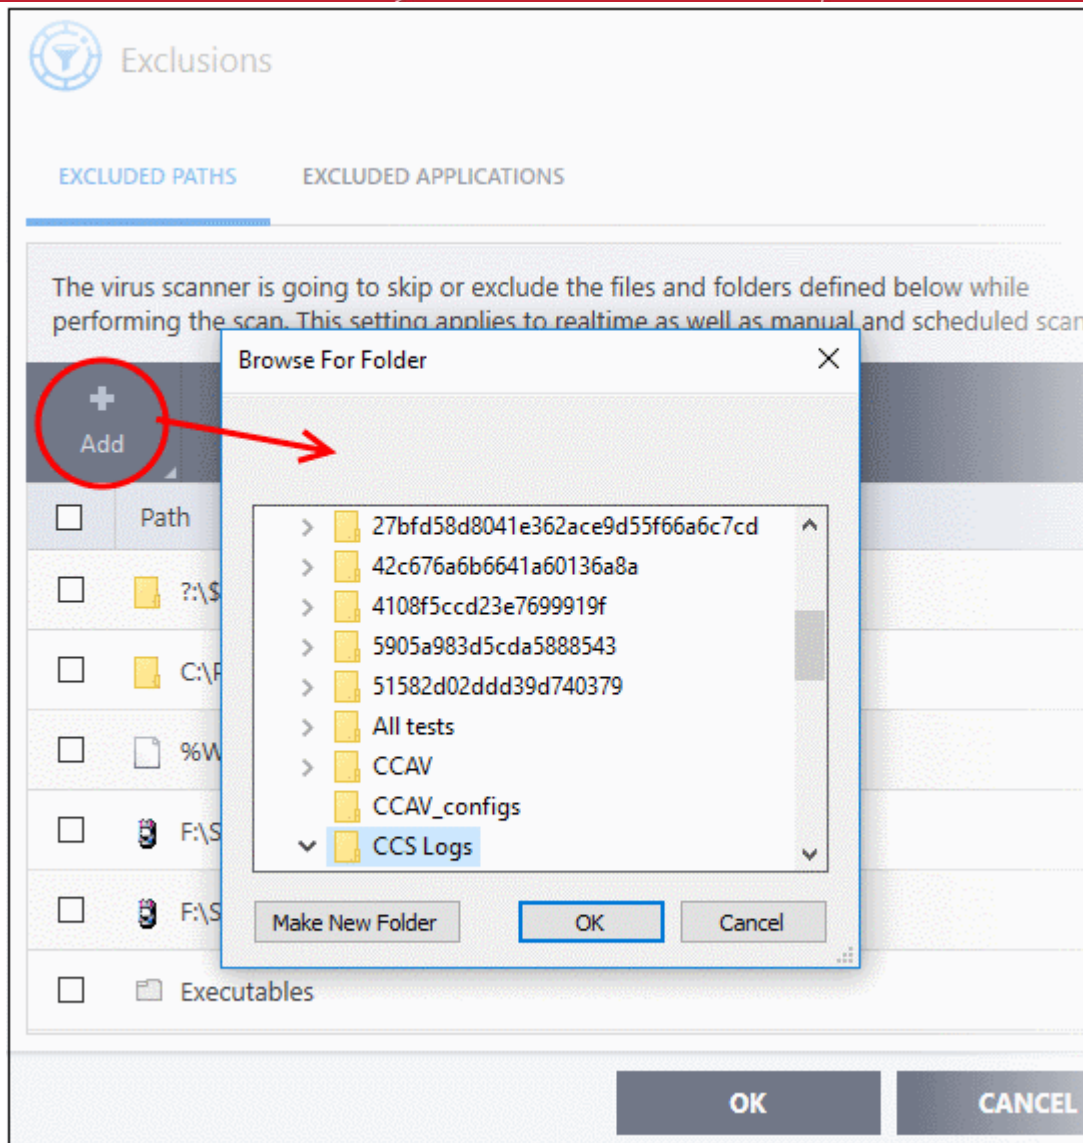 Exclusions
EXCLUDED PATHS
EXCLUDED APPLICATIONS
The virus scanner is going to skip or exclude the files and folders defined below while
performing the scan. This setting applies to realtime as well as manual and scheduled scan
Add
Browse For Folder
27bfd58d8041e362ace9d55f66a6c7cd
42c676a6b6641a60136a8a
4108f5ccd23e7699919f
5905a983d5cda5888543
51582d02ddd39d740379
All tests
CCAV
CCAV_configs
CCS Logs
Make New Folder
OK
Cancel
Path
?:\$
C:\P
%W
F:\S
F:\S
Executables
OK
CANCEL